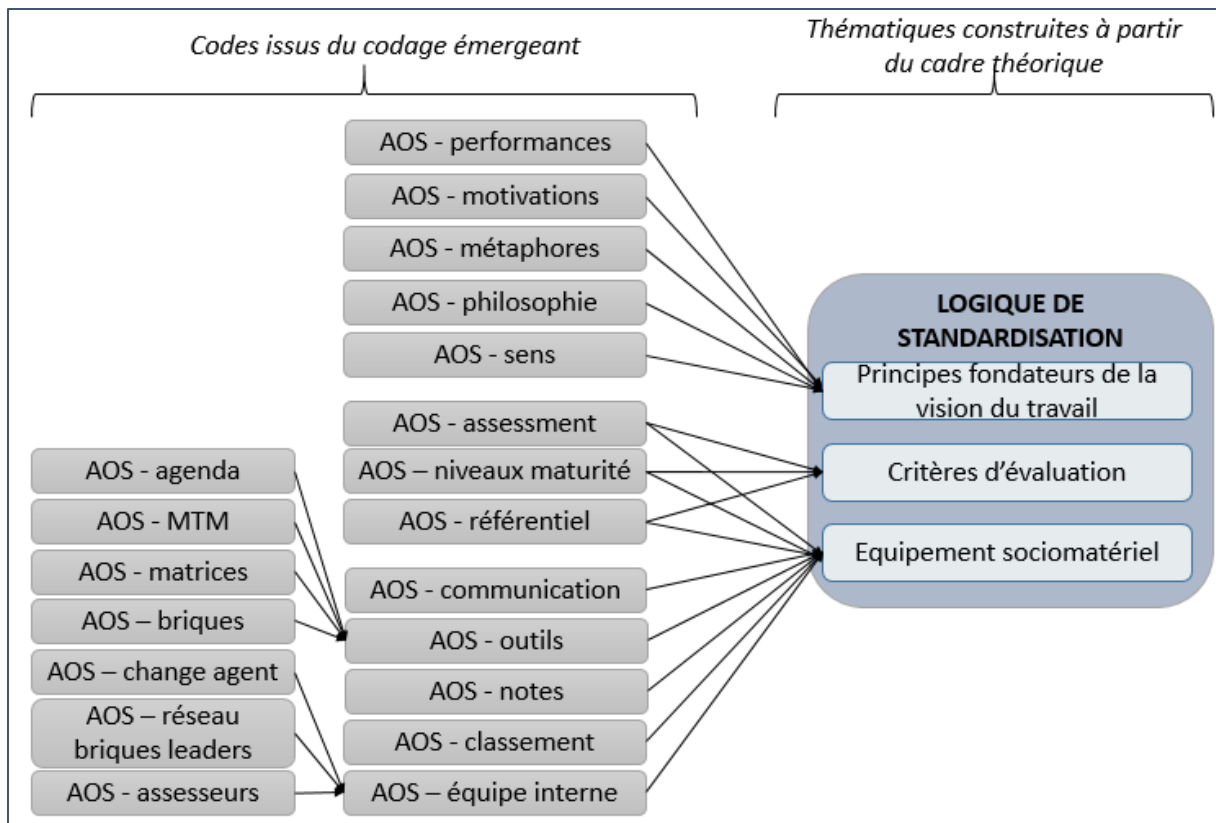 Codes issus du codage émergeant
Thématiques construites à partir
du cadre théorique
AOS - performances
AOS - motivations
AOS - métaphores
AOS - philosophie
AOS - sens
AOS - assessment
AOS – niveaux maturité
AOS - référentiel
AOS - communication
AOS - outils
AOS - notes
AOS - classement
AOS – équipe interne
AOS - agenda
AOS - MTM
AOS - matrices
AOS – briques
AOS – change agent
AOS – réseau
briques leaders
AOS - assesseurs
LOGIQUE DE
STANDARDISATION
Principes fondateurs de la
vision du travail
Critères d’évaluation
Equipement sociomatériel